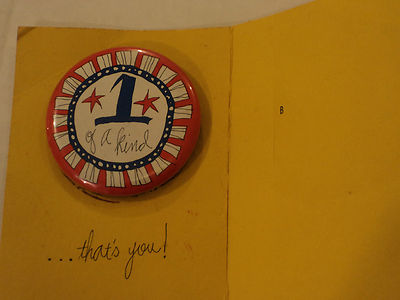 1
of a kind
B
...that's you!